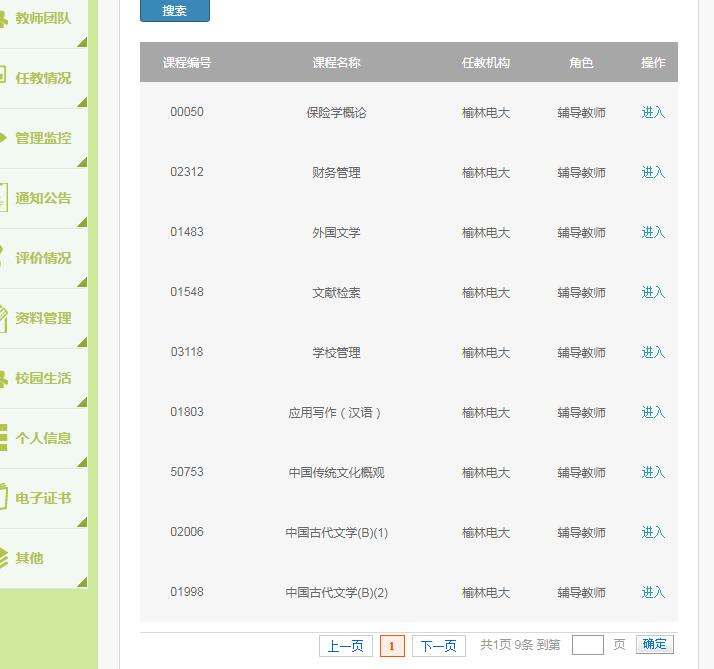 教师团队
任教情况
管理监控
通知公告
评价情况
资料管理
校园生活
个人信息
电子证书
其他
搜索
课程编号 课程名称 任教机构 角色 操作
00050 保险学概论 榆林电大 辅导教师 进入
02312 财务管理 榆林电大 辅导教师 进入
01483 外国文学 榆林电大 辅导教师 进入
01548 文献检索 榆林电大 辅导教师 进入
03118 学校管理 榆林电大 辅导教师 进入
01803 应用写作（汉语） 榆林电大 辅导教师 进入
50753 中国传统文化概观 榆林电大 辅导教师 进入
02006 中国古代文学(B)(1) 榆林电大 辅导教师 进入
01998 中国古代文学(B)(2) 榆林电大 辅导教师 进入
上一页 1 下一页 共1页 9条 到第 页 确定